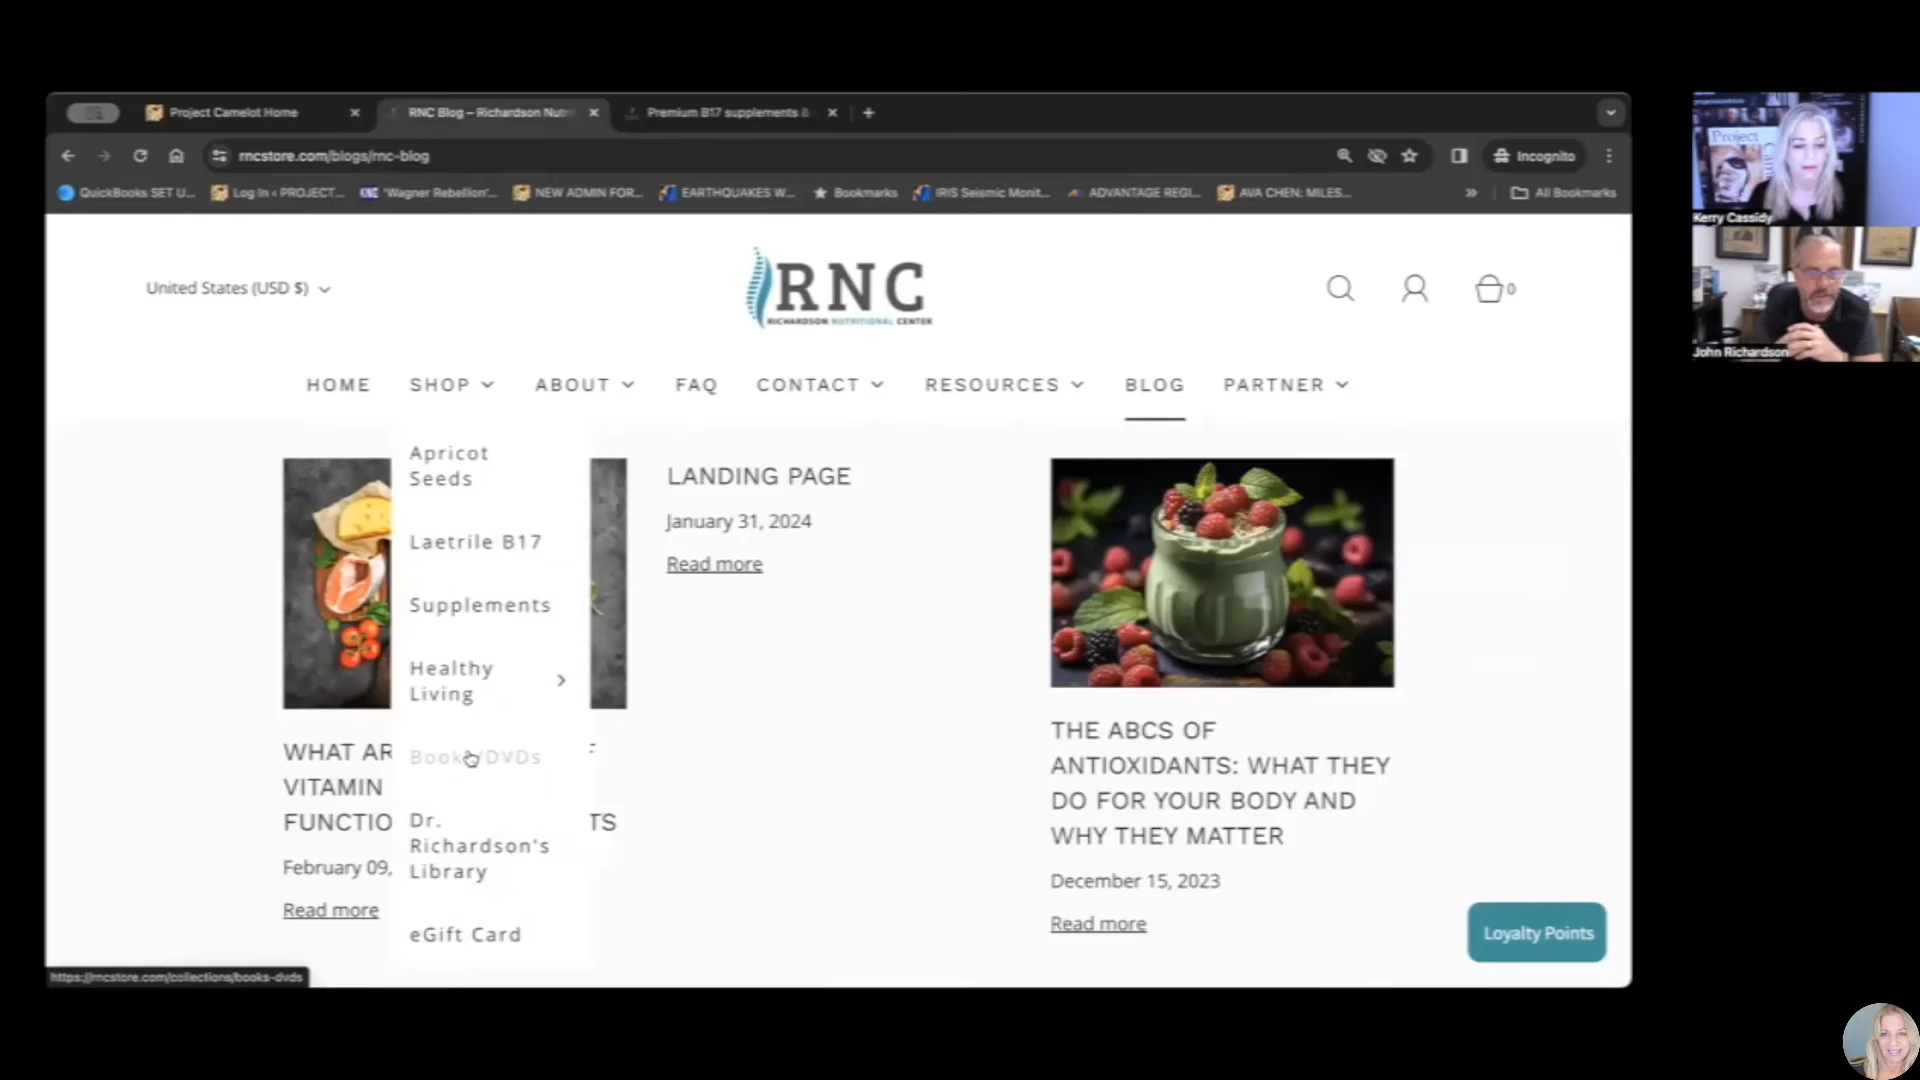 Project Camelot Home
RNC Blog – Richardson Nutr
Premium B17 supplements &
rncstore.com/blogs/rnc-blog
Incognito
QuickBooks SET U...
Log In ‹ PROJECT...
'Wagner Rebellion'...
NEW ADMIN FOR...
EARTHQUAKES W...
Bookmarks
IRIS Seismic Monit...
ADVANTAGE REGI...
AVA CHEN: MILES...
»
All Bookmarks
United States (USD $)
RNC
RICHARDSON NUTRITIONAL CENTER
0
HOME
SHOP
ABOUT
FAQ
CONTACT
RESOURCES
BLOG
PARTNER
Apricot
Seeds
Laetrile B17
Supplements
Healthy
Living
Books/DVDs
Dr.
Richardson's
Library
eGift Card
WHAT AR
VITAMIN
FUNCTIO
TS
February 09,
Read more
LANDING PAGE
January 31, 2024
Read more
THE ABCS OF
ANTIOXIDANTS: WHAT THEY
DO FOR YOUR BODY AND
WHY THEY MATTER
December 15, 2023
Read more
Loyalty Points
https://rncstore.com/collections/books-dvds
Project
Kerry Cassidy
John Richardson